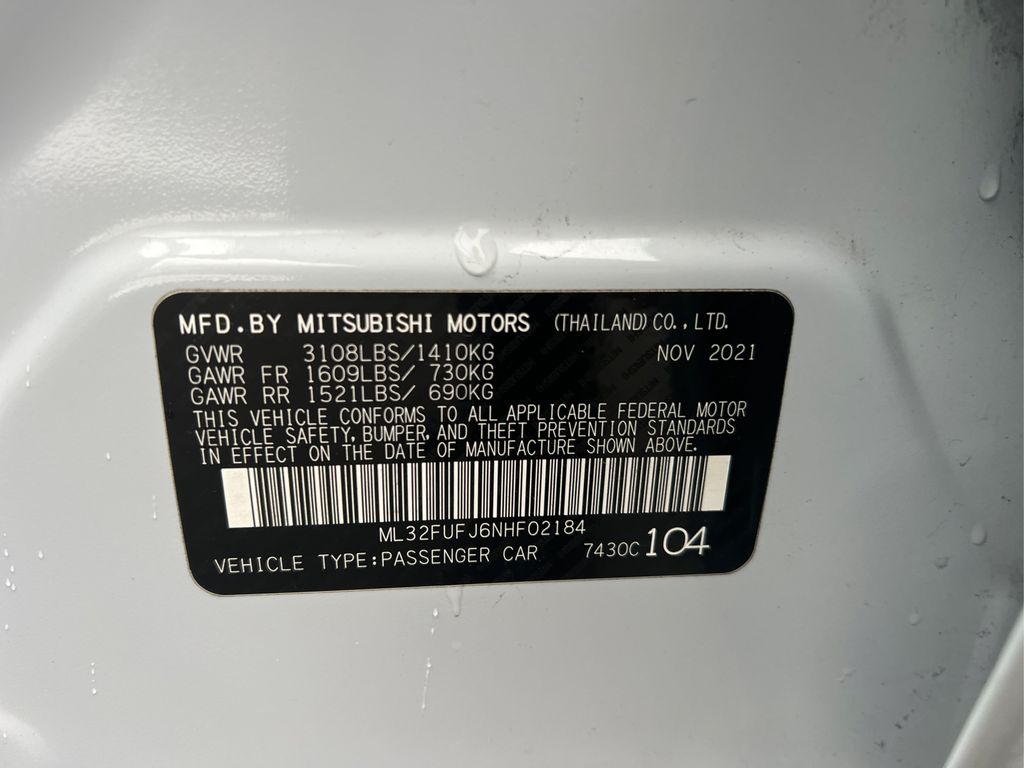 MFD.BY MITSUBISHI MOTORS (THAILAND)CO.,LTD.
GVWR 3108LBS/1410KG NOV 2021
GAWR FR 1609LBS/ 730KG
GAWR RR 1521LBS/ 690KG
THIS VEHICLE CONFORMS TO ALL APPLICABLE FEDERAL MOTOR
VEHICLE SAFETY, BUMPER, AND THEFT PREVENTION STANDARDS
IN EFFECT ON THE DATE OF MANUFACTURE SHOWN ABOVE.
ML32FUFJ6NHF02184
VEHICLE TYPE:PASSENGER CAR 7430C 104